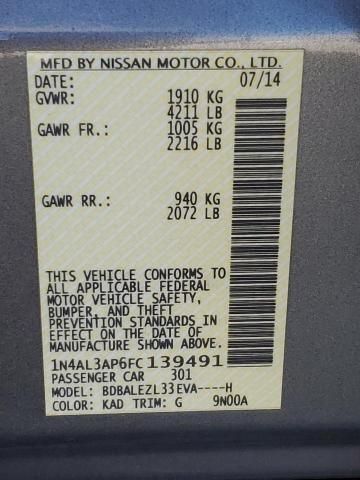 MFD BY NISSAN MOTOR CO., LTD.
DATE: 07/14
GVWR: 1910 KG
4211 LB
GAWR FR.: 1005 KG
2216 LB
GAWR RR.: 940 KG
2072 LB
THIS VEHICLE CONFORMS TO
ALL APPLICABLE FEDERAL
MOTOR VEHICLE SAFETY,
BUMPER, AND THEFT
PREVENTION STANDARDS IN
EFFECT ON THE DATE OF
MANUFACTURE SHOWN ABOVE.
1N4AL3AP6FC139491
PASSENGER CAR 301
MODEL: BDBALEZL33EVA----H
COLOR: KAD TRIM: G 9N00A